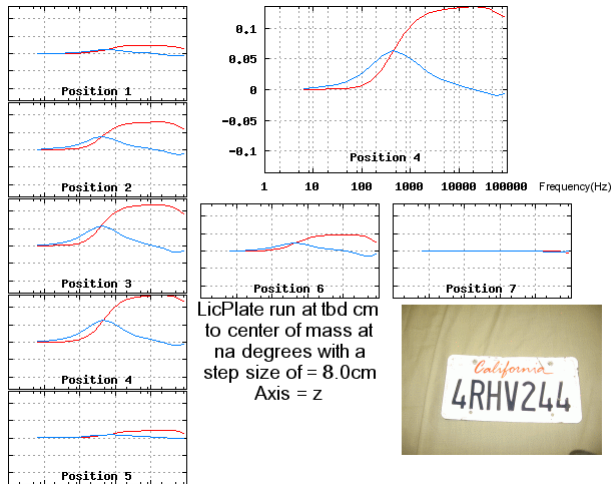 Position 1
Position 2
Position 3
Position 4
Position 5
0.1
0.05
0
-0.05
-0.1
Position 4
1 10 100 1000 10000 100000 Frequency(Hz)
Position 6
Position 7
LicPlate run at tbd cm
to center of mass at
na degrees with a
step size of = 8.0cm
Axis = z
California
4RHV244